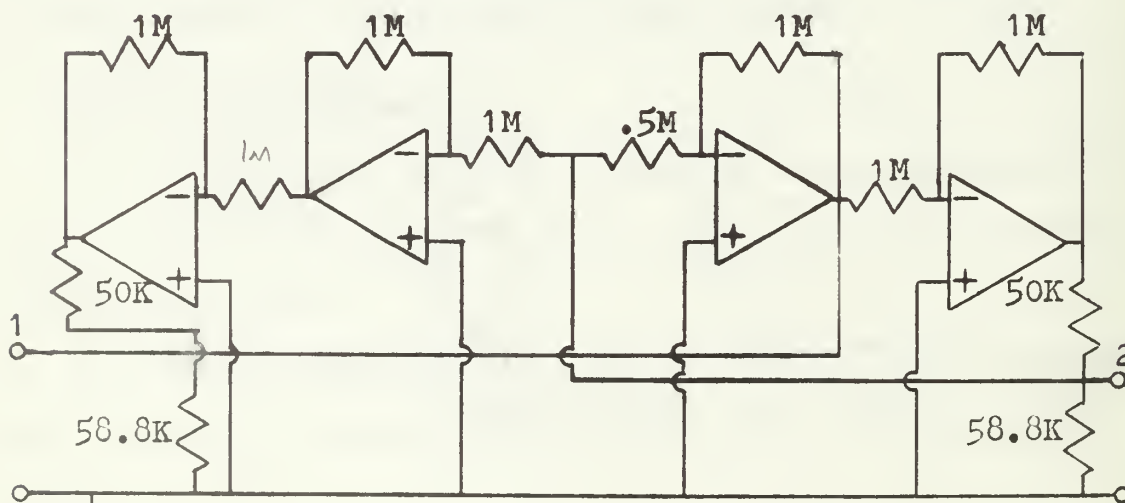 1M 1M 1M 1M
1M .5M
1M 1M
- - - -
+ + + +
50K 50K
1 2
58.8K 58.8K